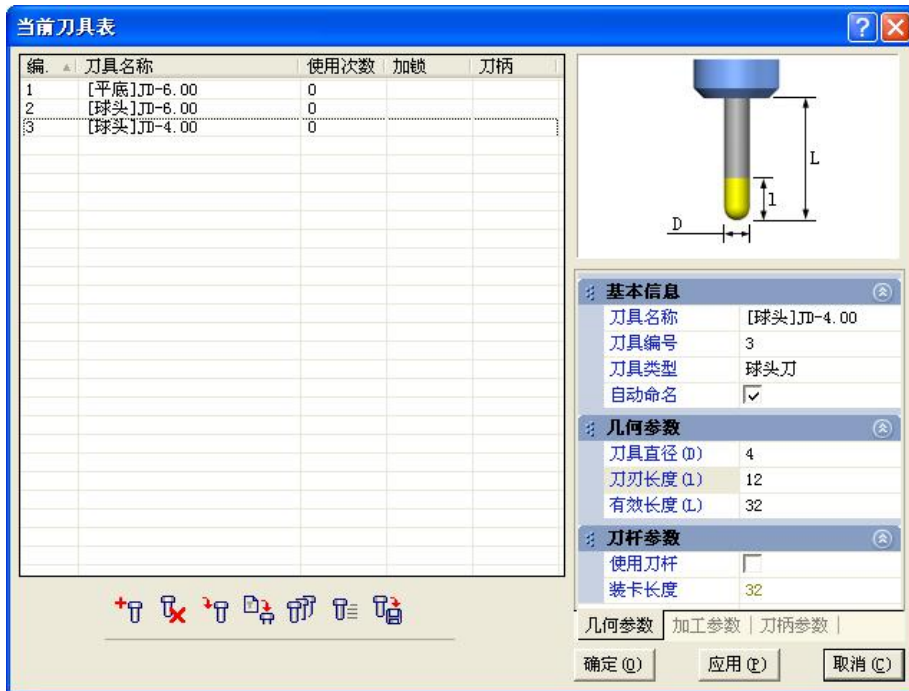 当前刀具表
编. 刀具名称 使用次数 加锁 刀柄
1 [平底]JD-6.00 0
2 [球头]JD-6.00 0
3 [球头]JD-4.00 0
L
l
D
基本信息
刀具名称 [球头]JD-4.00
刀具编号 3
刀具类型 球头刀
自动命名
几何参数
刀具直径(D) 4
刀刃长度(l) 12
有效长度(L) 32
刀杆参数
使用刀杆
装卡长度 32
几何参数 加工参数 刀柄参数
确定(O) 应用(P) 取消(C)